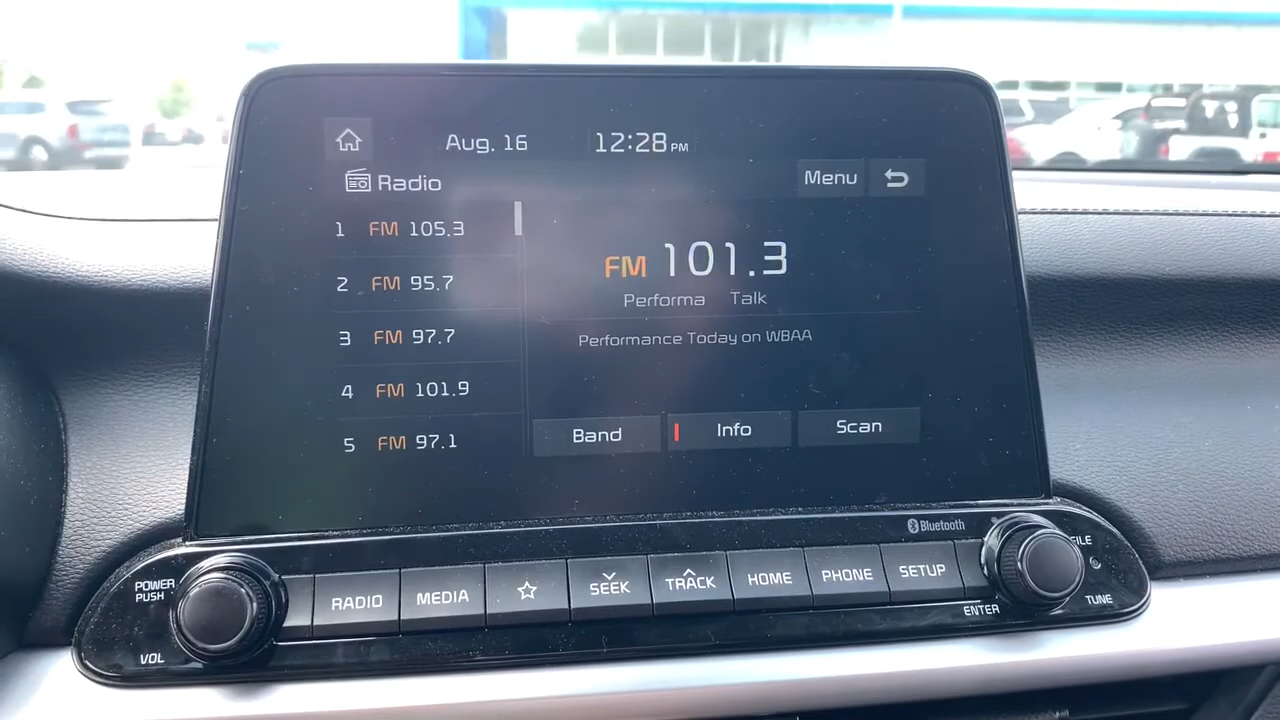 Aug. 16 12:28 PM
Radio
Menu
1 FM 105.3
2 FM 95.7
3 FM 97.7
4 FM 101.9
5 FM 97.1
FM 101.3
Performa Talk
Performance Today on WBAA
Band Info Scan
Bluetooth
POWER
PUSH
VOL
RADIO MEDIA SEEK TRACK HOME PHONE SETUP
FILE
TUNE
ENTER